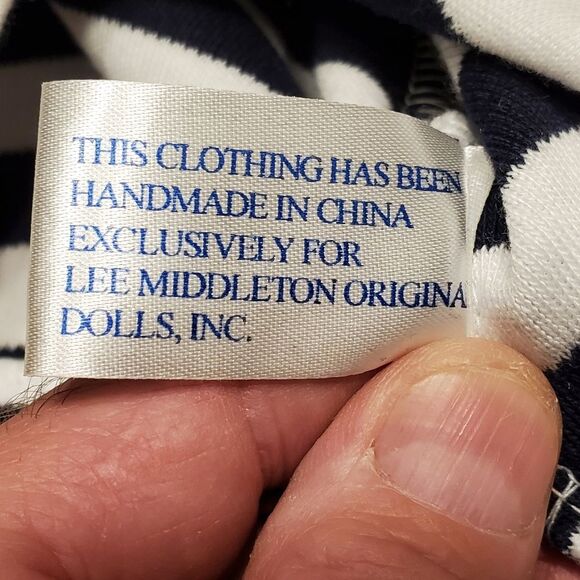 THIS CLOTHING HAS BEEN
HANDMADE IN CHINA
EXCLUSIVELY FOR
LEE MIDDLETON ORIGINA
DOLLS, INC.